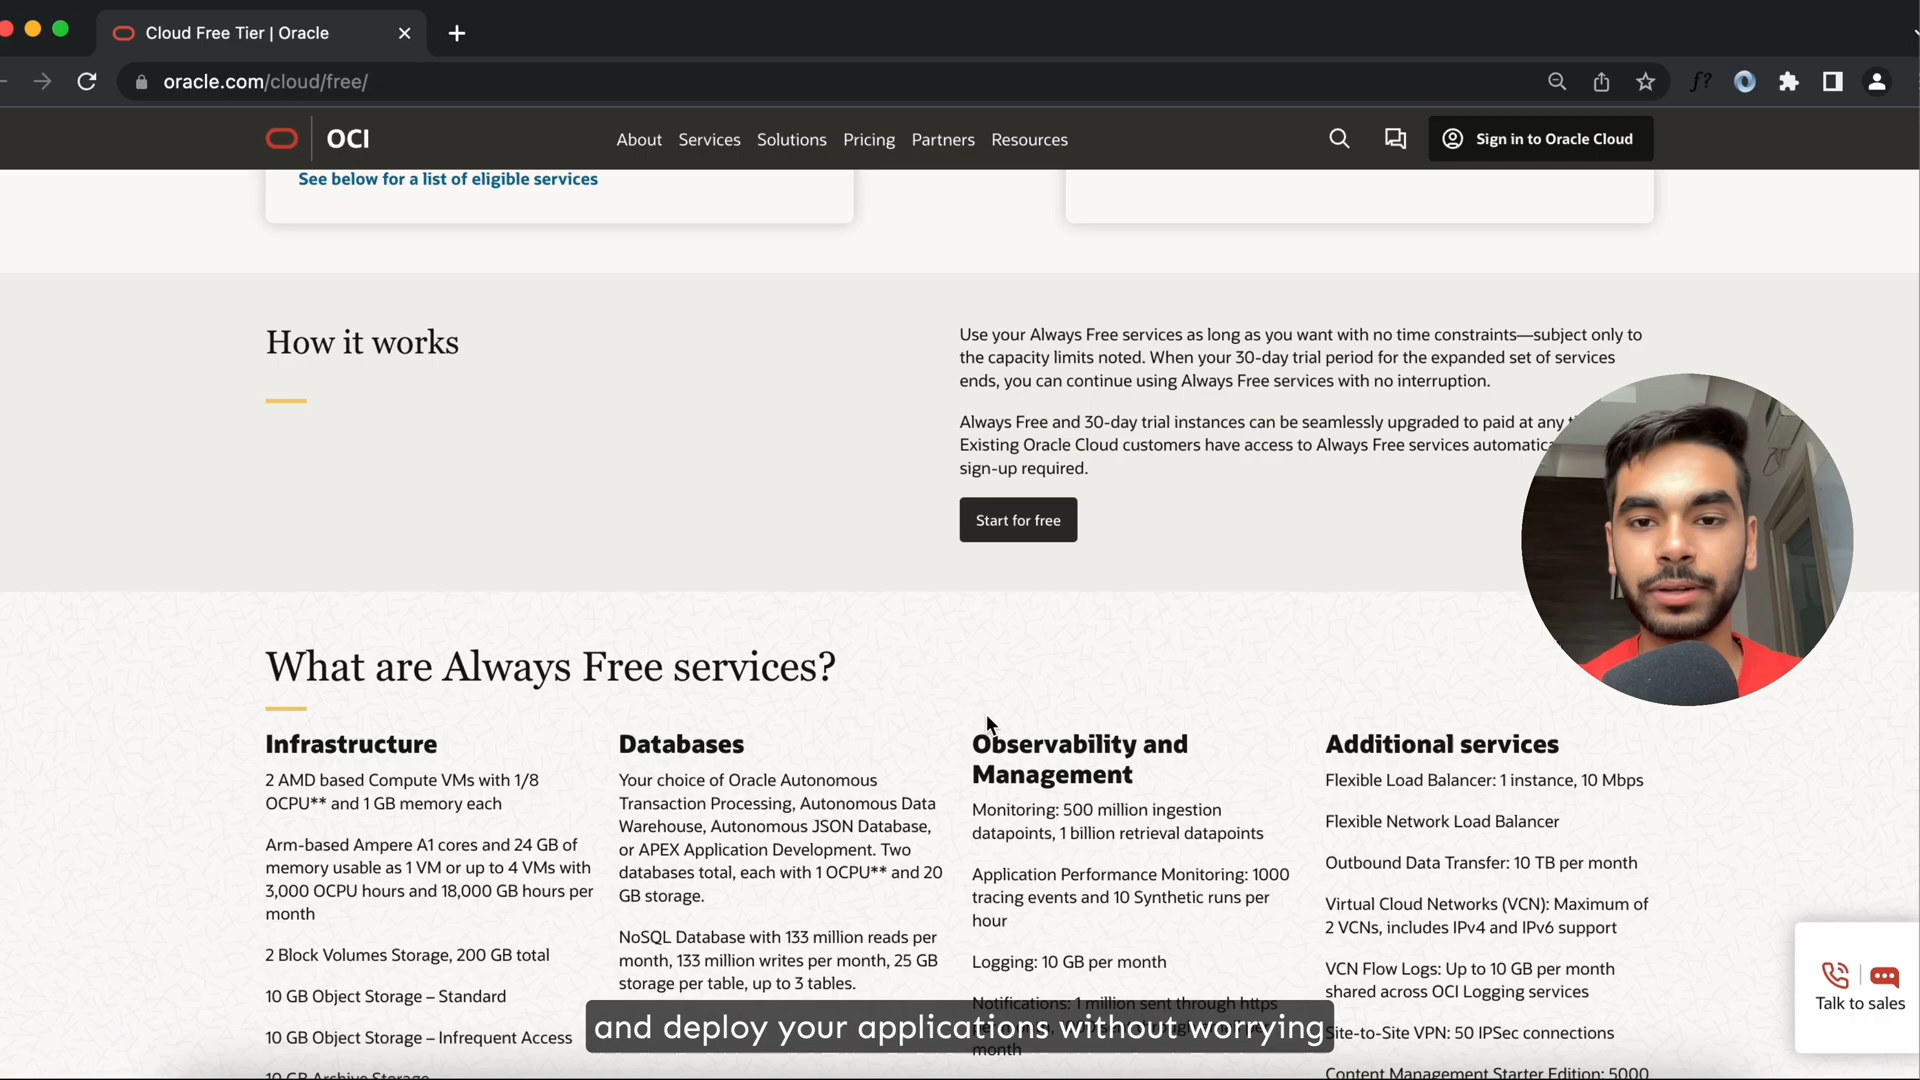 Cloud Free Tier | Oracle
oracle.com/cloud/free/
f?
OCI
About Services Solutions Pricing Partners Resources
Sign in to Oracle Cloud
See below for a list of eligible services
How it works
Use your Always Free services as long as you want with no time constraints—subject only to
the capacity limits noted. When your 30-day trial period for the expanded set of services
ends, you can continue using Always Free services with no interruption.
Always Free and 30-day trial instances can be seamlessly upgraded to paid at any
Existing Oracle Cloud customers have access to Always Free services
sign-up required.
Start for free
What are Always Free services?
Infrastructure
2 AMD based Compute VMs with 1/8
OCPU** and 1 GB memory each
Arm-based Ampere A1 cores and 24 GB of
memory usable as 1 VM or up to 4 VMs with
3,000 OCPU hours and 18,000 GB hours per
month
2 Block Volumes Storage, 200 GB total
10 GB Object Storage – Standard
10 GB Object Storage – Infrequent Access
10 GB Archive Storage
Databases
Your choice of Oracle Autonomous
Transaction Processing, Autonomous Data
Warehouse, Autonomous JSON Database,
or APEX Application Development. Two
databases total, each with 1 OCPU** and 20
GB storage.
NoSQL Database with 133 million reads per
month, 133 million writes per month, 25 GB
storage per table, up to 3 tables.
Observability and
Management
Monitoring: 500 million ingestion
datapoints, 1 billion retrieval datapoints
Application Performance Monitoring: 1000
tracing events and 10 Synthetic runs per
hour
Logging: 10 GB per month
Notifications: 1 million sent through https
month
Additional services
Flexible Load Balancer: 1 instance, 10 Mbps
Flexible Network Load Balancer
Outbound Data Transfer: 10 TB per month
Virtual Cloud Networks (VCN): Maximum of
2 VCNs, includes IPv4 and IPv6 support
VCN Flow Logs: Up to 10 GB per month
shared across OCI Logging services
Site-to-Site VPN: 50 IPSec connections
Content Management Starter Edition: 5000
Talk to sales
and deploy your applications without worrying